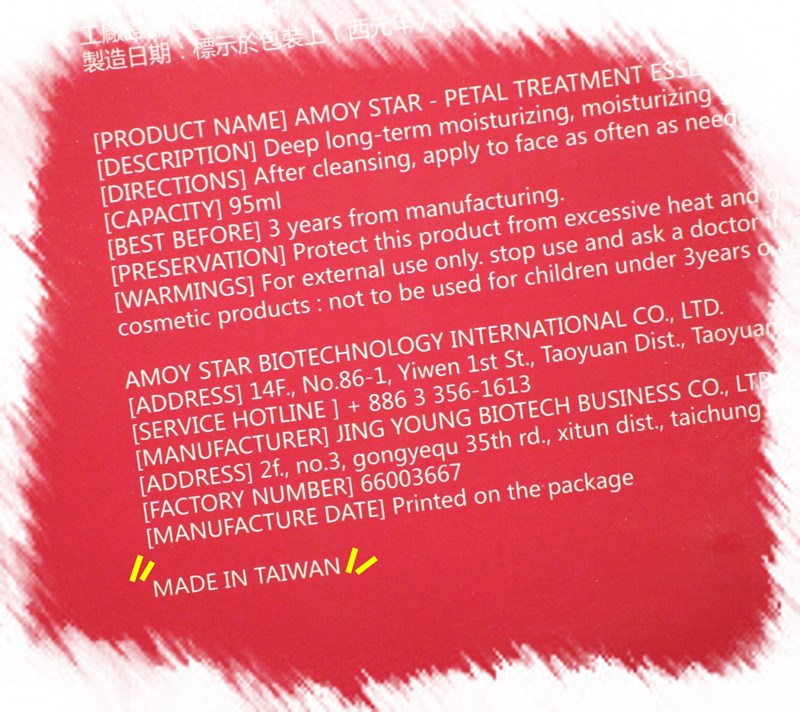 製造日期：標示於包裝上（西元年／月／
[PRODUCT NAME] AMOY STAR - PETAL TREATMENT
[DESCRIPTION] Deep long-term moisturizing, moisturizing
[DIRECTIONS] After cleansing, apply to face as often as
[CAPACITY] 95ml
[BEST BEFORE] 3 years from manufacturing.
[PRESERVATION] Protect this product from excessive heat and
[WARMINGS] For external use only. stop use and ask a doctor if
cosmetic products : not to be used for children under 3years
AMOY STAR BIOTECHNOLOGY INTERNATIONAL CO., LTD.
[ADDRESS] 14F., No.86-1, Yiwen 1st St., Taoyuan Dist., Taoyuan
[SERVICE HOTLINE ] + 886 3 356-1613
[MANUFACTURER] JING YOUNG BIOTECH BUSINESS CO., LTD
[ADDRESS] 2f., no.3, gongyequ 35th rd., xitun dist., taichung
[FACTORY NUMBER] 66003667
[MANUFACTURE DATE] Printed on the package
MADE IN TAIWAN